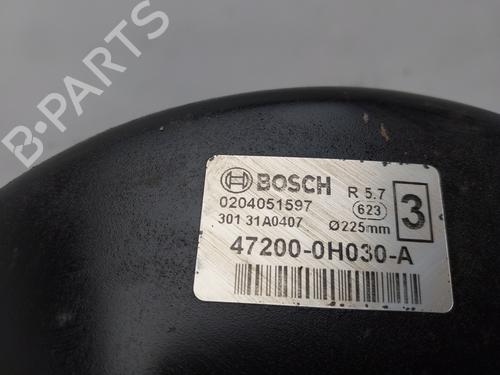 B-PARTS
BOSCH R 5.7 3
0204051597 623
301 31A0407 Ø225mm
47200-0H030-A